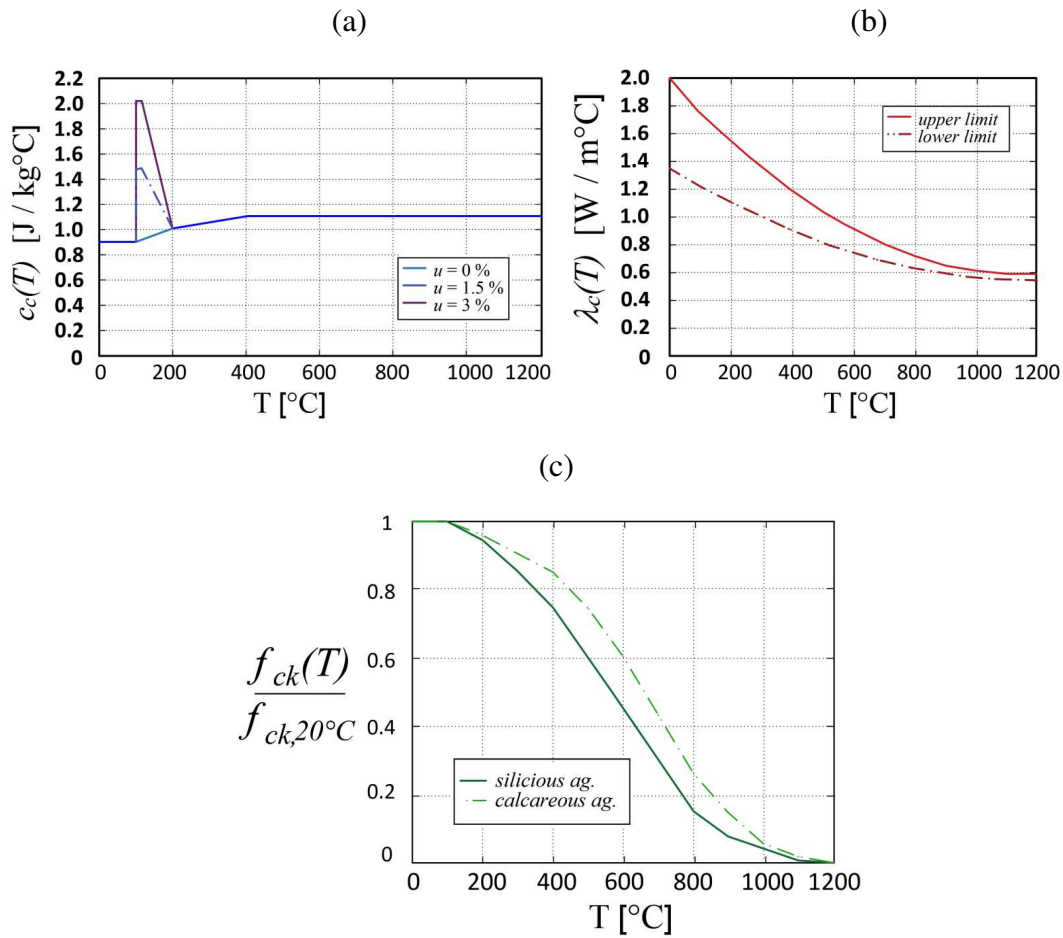 (a)
2.2
2.0
1.8
1.6
1.4
1.2
1.0
0.8
0.6
0.4
0.2
0
c_c(T) [J / kg°C]
u = 0 %
u = 1.5 %
u = 3 %
0 200 400 600 800 1000 1200
T [°C]
(b)
2.0
1.8
1.6
1.4
1.2
1.0
0.8
0.6
0.4
0.2
0
λ_c(T) [W / m°C]
upper limit
lower limit
0 200 400 600 800 1000 1200
T [°C]
(c)
1
0.8
0.6
0.4
0.2
0
f_ck(T)
f_ck,20°C
silicious ag.
calcareous ag.
0 200 400 600 800 1000 1200
T [°C]